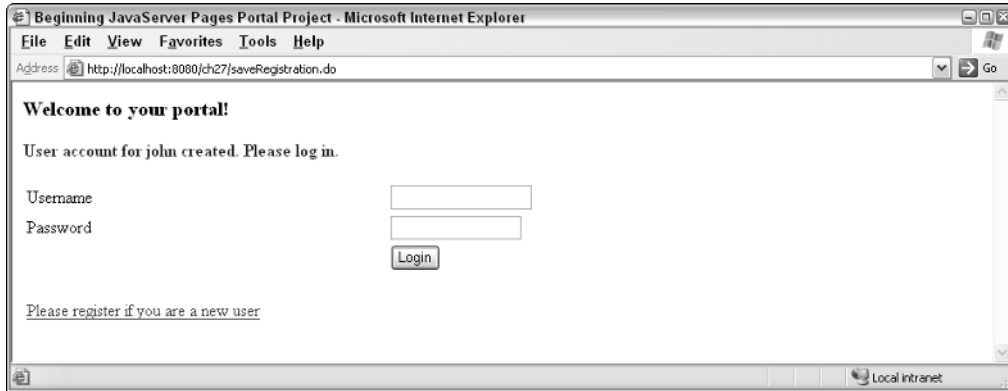 Beginning JavaServer Pages Portal Project - Microsoft Internet Explorer
File Edit View Favorites Tools Help
Address http://localhost:8080/ch27/saveRegistration.do Go
Welcome to your portal!
User account for john created. Please log in.
Username
Password
Login
Please register if you are a new user
Local intranet